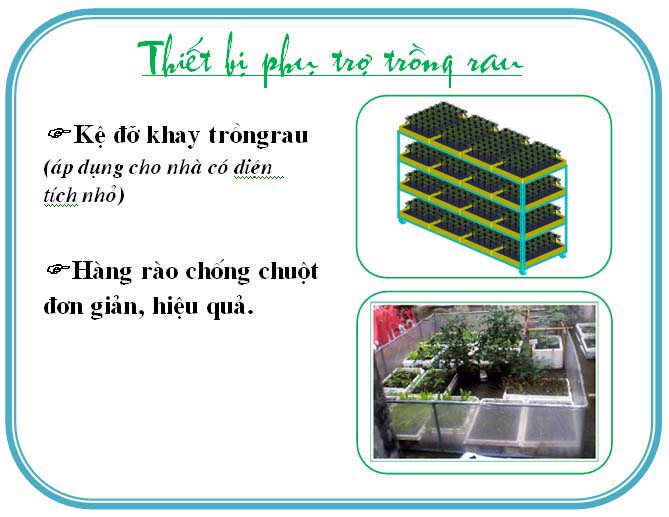 Thiết bị phụ trợ trồng rau
☞Kệ đỡ khay trồngrau
(áp dụng cho nhà có diện
tích nhỏ)
☞Hàng rào chống chuột
đơn giản, hiệu quả.